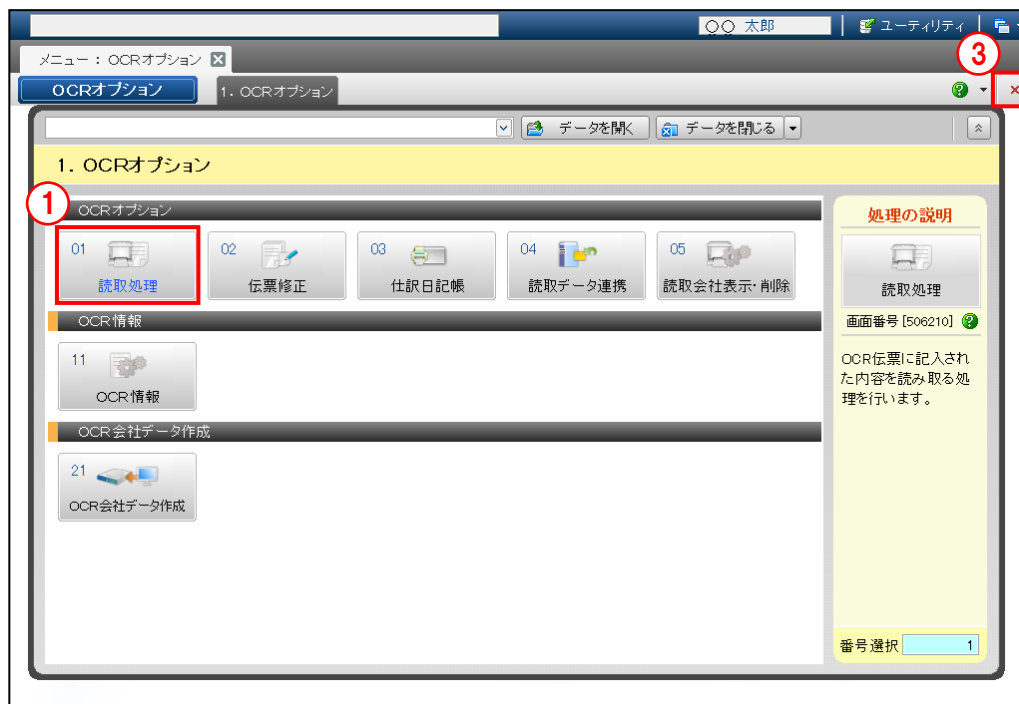 ○○ 太郎
ユーティリティ
メニュー : OCRオプション
3
OCRオプション
1. OCRオプション
データを開く
データを閉じる
1. OCRオプション
1
OCRオプション
01
読取処理
02
伝票修正
03
仕訳日記帳
04
読取データ連携
05
読取会社表示・削除
OCR情報
11
OCR情報
OCR会社データ作成
21
OCR会社データ作成
処理の説明
読取処理
画面番号 [506210]
OCR伝票に記入され
た内容を読み取る処
理を行います。
番号選択 1